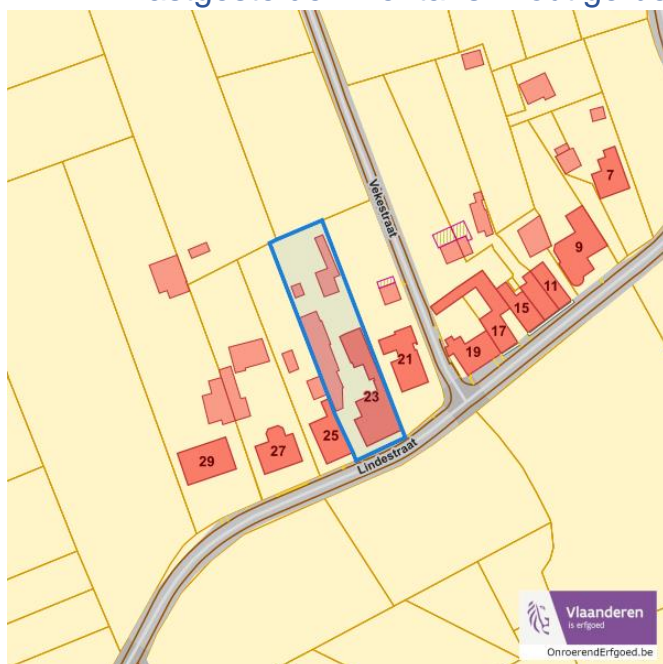 Vekestraat
7
9
11
15
17
19
21
23
25
27
29
Lindestraat
Vlaanderen
is erfgoed
OnroerendErfgoed.be